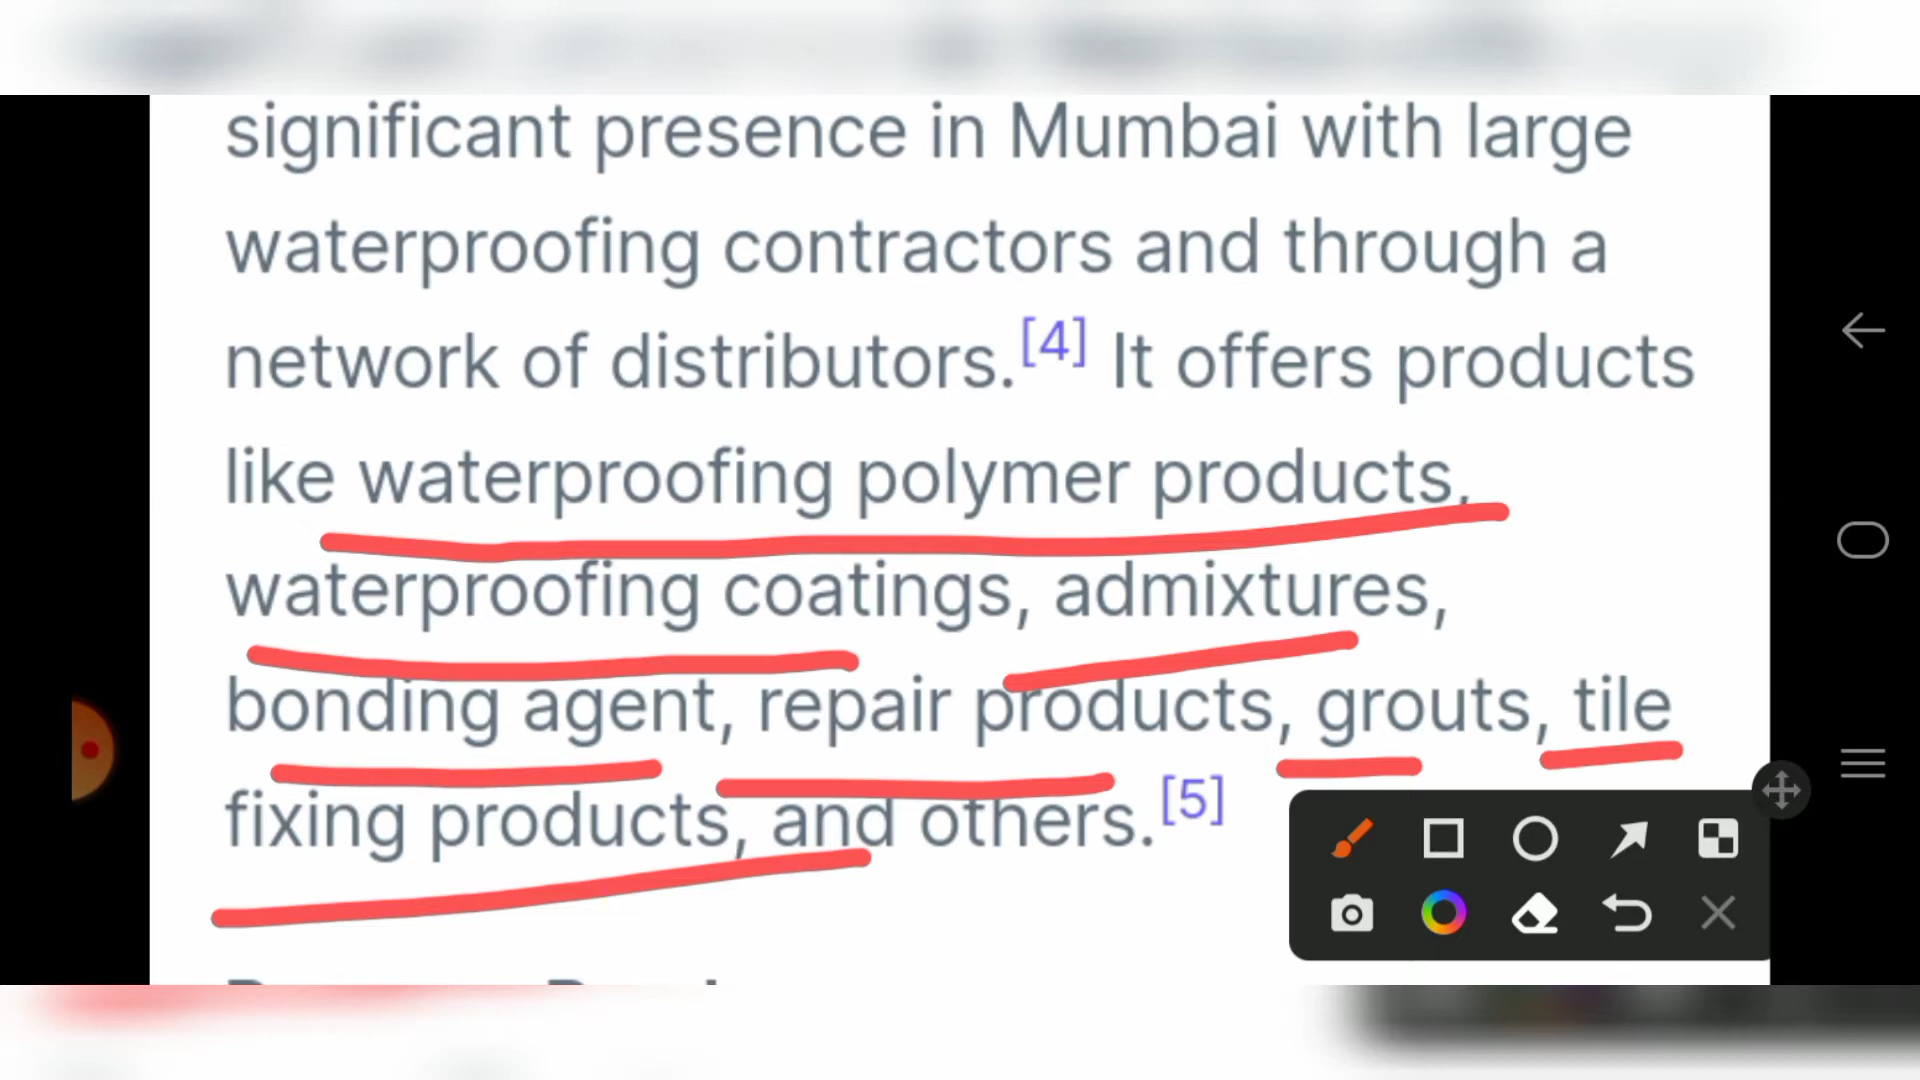 significant presence in Mumbai with large
waterproofing contractors and through a
network of distributors.[4] It offers products
like waterproofing polymer products,
waterproofing coatings, admixtures,
bonding agent, repair products, grouts, tile
fixing products, and others.[5]